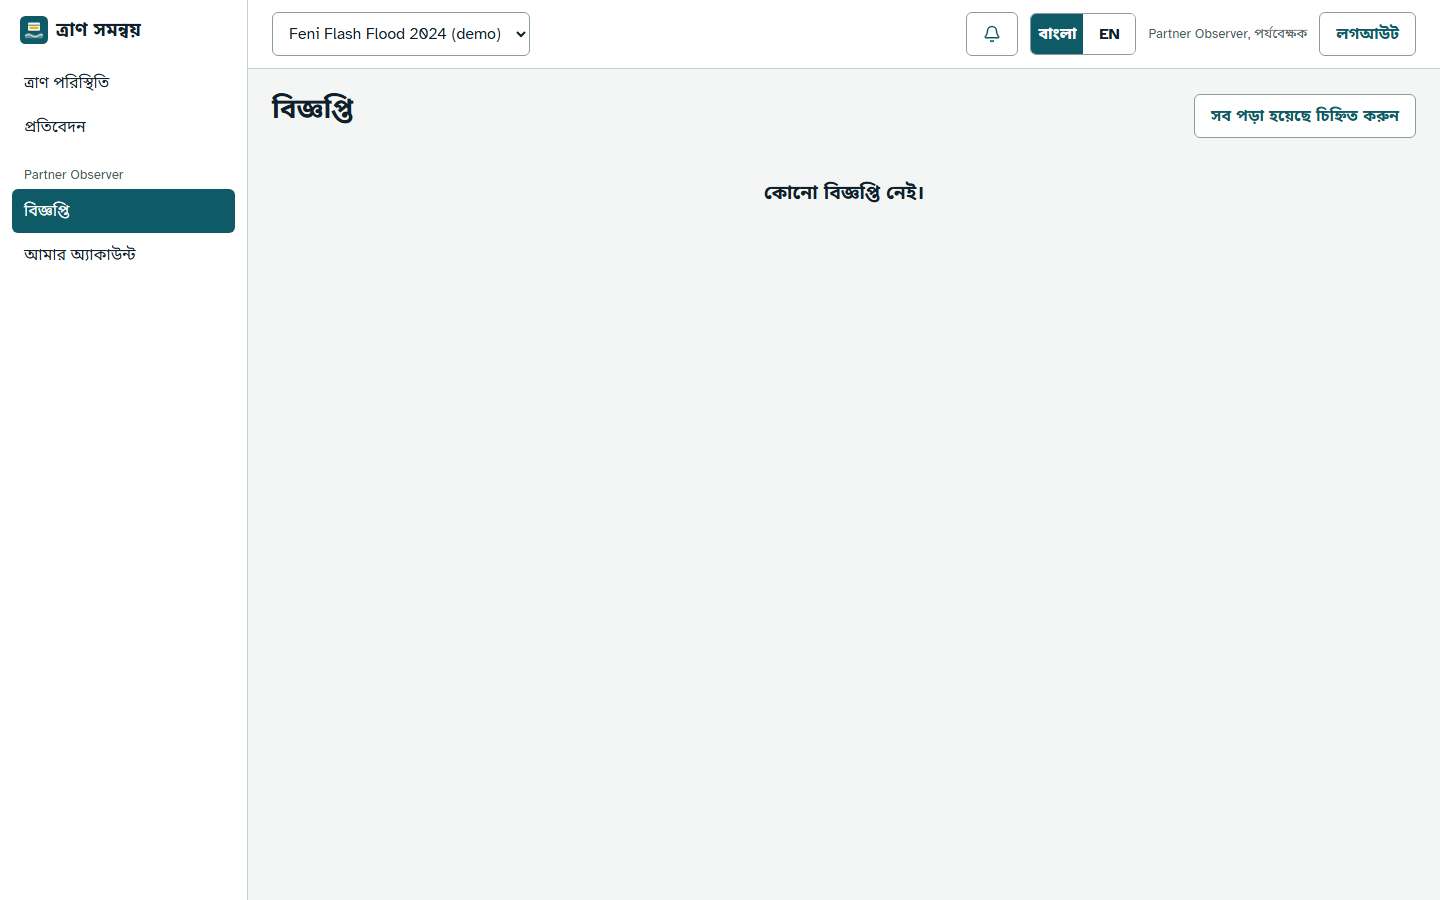 ত্রাণ সমন্বয়
ত্রাণ পরিস্থিতি
প্রতিবেদন
Partner Observer
বিজ্ঞপ্তি
আমার অ্যাকাউন্ট
Feni Flash Flood 2024 (demo)
বাংলা
EN
Partner Observer, পর্যবেক্ষক
লগআউট
বিজ্ঞপ্তি
সব পড়া হয়েছে চিহ্নিত করুন
কোনো বিজ্ঞপ্তি নেই।